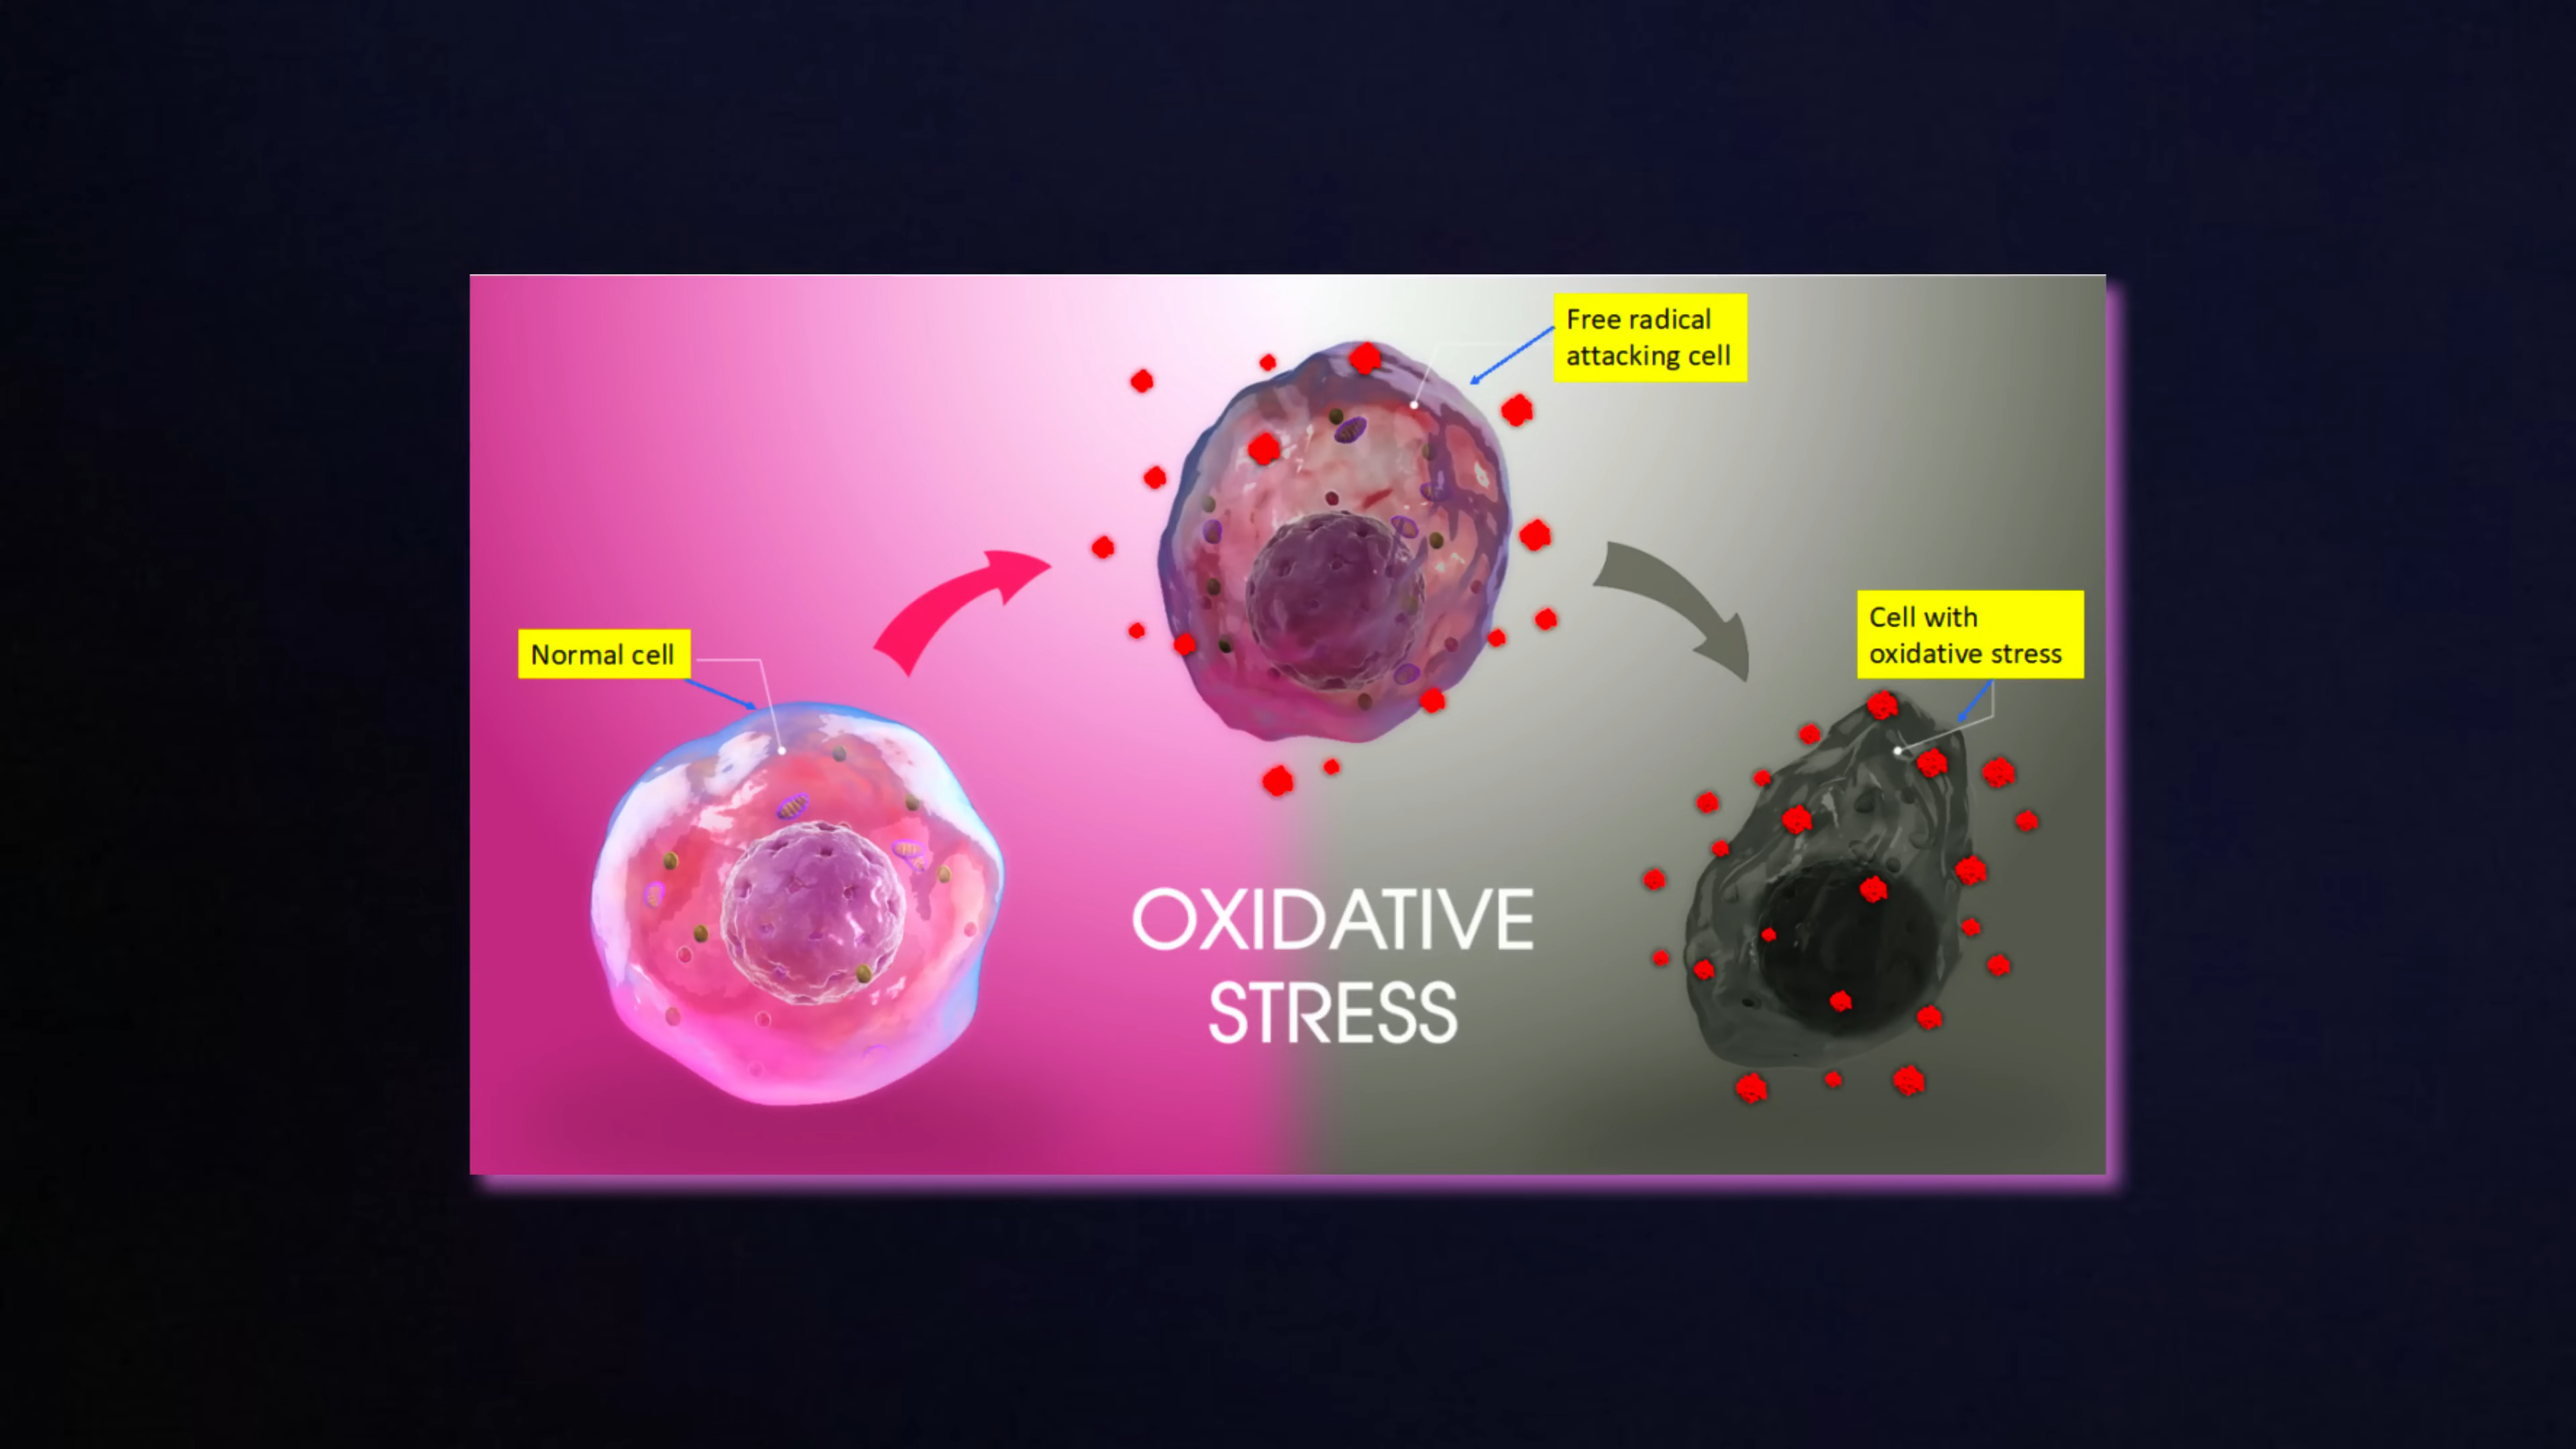 Free radical
attacking cell
Normal cell
Cell with
oxidative stress
OXIDATIVE
STRESS